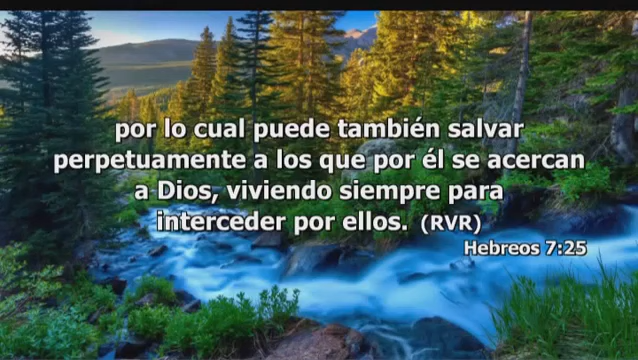 por lo cual puede también salvar
perpetuamente a los que por él se acercan
a Dios, viviendo siempre para
interceder por ellos. (RVR)
Hebreos 7:25